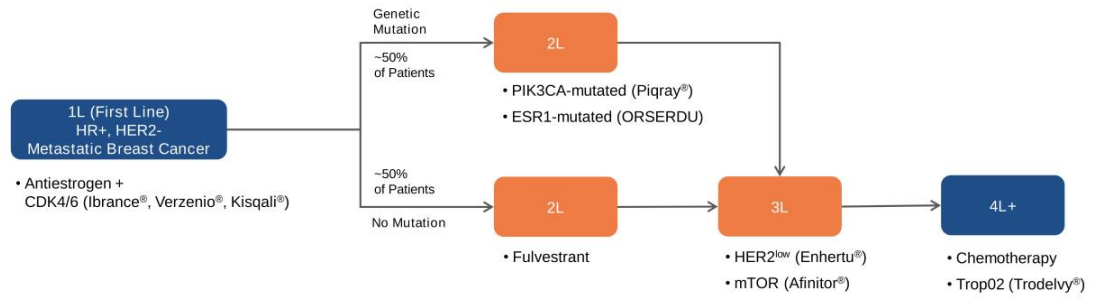 Genetic
Mutation
~50%
of Patients
2L
• PIK3CA-mutated (Piqray®)
• ESR1-mutated (ORSERDU)
1L (First Line)
HR+, HER2-
Metastatic Breast Cancer
• Antiestrogen +
CDK4/6 (Ibrance®, Verzenio®, Kisqali®)
~50%
of Patients
No Mutation
2L
• Fulvestrant
3L
• HER2low (Enhertu®)
• mTOR (Afinitor®)
4L+
• Chemotherapy
• Trop02 (Trodelvy®)